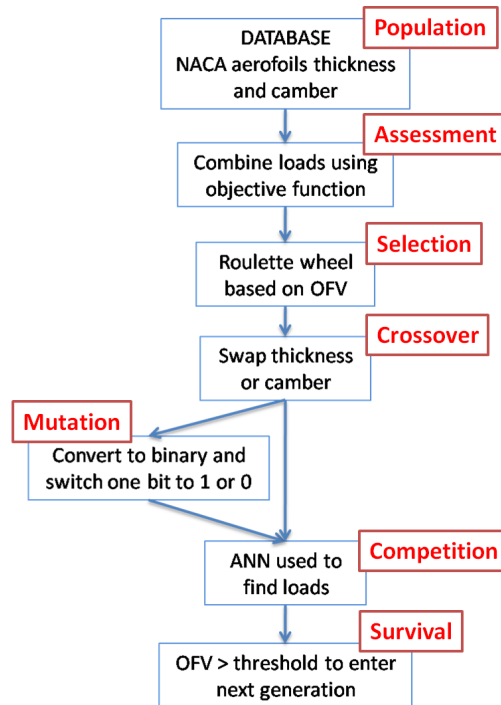 Population
DATABASE
NACA aerofoils thickness
and camber
Assessment
Combine loads using
objective function
Selection
Roulette wheel
based on OFV
Crossover
Swap thickness
or camber
Mutation
Convert to binary and
switch one bit to 1 or 0
Competition
ANN used to
find loads
Survival
OFV > threshold to enter
next generation